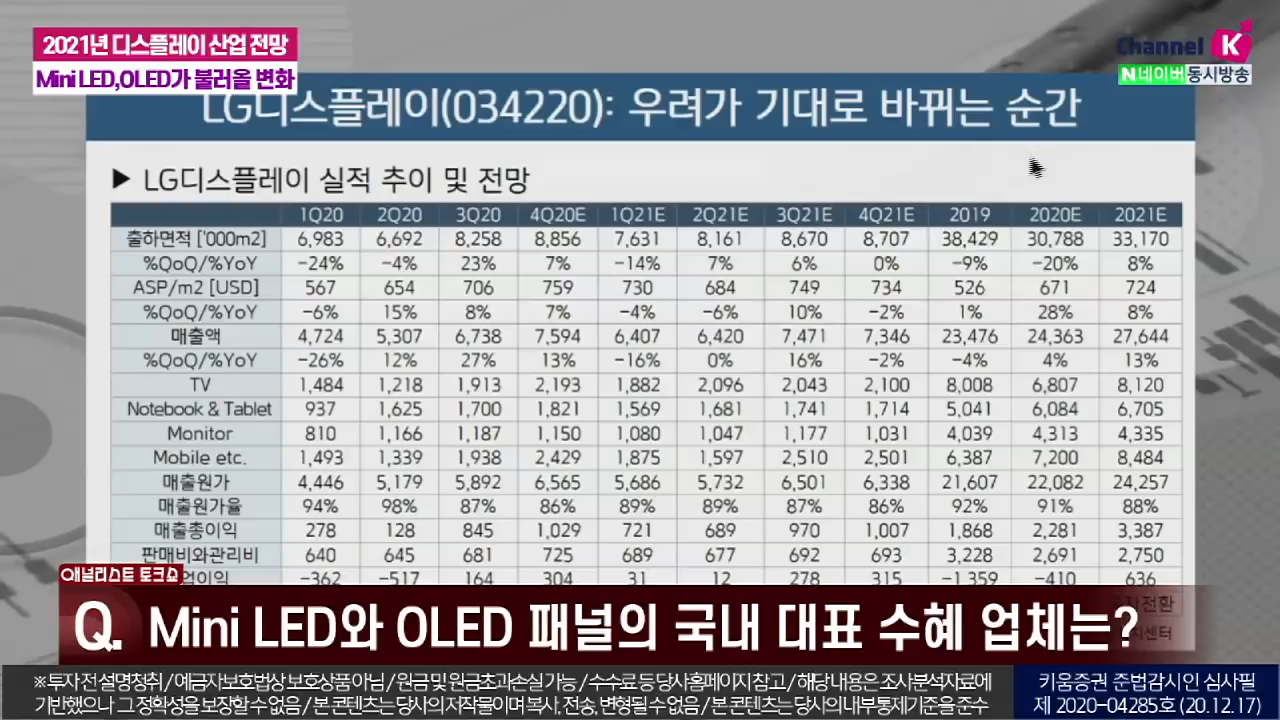 2021년 디스플레이 산업 전망
Mini LED,OLED가 불러올 변화
Channel K
N네이버동시방송
LG디스플레이(034220): 우려가 기대로 바뀌는 순간
▶ LG디스플레이 실적 추이 및 전망
1Q20 2Q20 3Q20 4Q20E 1Q21E 2Q21E 3Q21E 4Q21E 2019 2020E 2021E
출하면적 ['000m2] 6,983 6,692 8,258 8,856 7,631 8,161 8,670 8,707 38,429 30,788 33,170
%QoQ/%YoY -24% -4% 23% 7% -14% 7% 6% 0% -9% -20% 8%
ASP/m2 [USD] 567 654 706 759 730 684 749 734 526 671 724
%QoQ/%YoY -6% 15% 8% 7% -4% -6% 10% -2% 1% 28% 8%
매출액 4,724 5,307 6,738 7,594 6,407 6,420 7,471 7,346 23,476 24,363 27,644
%QoQ/%YoY -26% 12% 27% 13% -16% 0% 16% -2% -4% 4% 13%
TV 1,484 1,218 1,913 2,193 1,882 2,096 2,043 2,100 8,008 6,807 8,120
Notebook & Tablet 937 1,625 1,700 1,821 1,569 1,681 1,741 1,714 5,041 6,084 6,705
Monitor 810 1,166 1,187 1,150 1,080 1,047 1,177 1,031 4,039 4,313 4,335
Mobile etc. 1,493 1,339 1,938 2,429 1,875 1,597 2,510 2,501 6,387 7,200 8,484
매출원가 4,446 5,179 5,892 6,565 5,686 5,732 6,501 6,338 21,607 22,082 24,257
매출원가율 94% 98% 87% 86% 89% 89% 87% 86% 92% 91% 88%
매출총이익 278 128 845 1,029 721 689 970 1,007 1,868 2,281 3,387
판매비와관리비 640 645 681 725 689 677 692 693 3,228 2,691 2,750
업이익 -362 -517 164 304 31 12 278 315 -1,359 -410 636
애널리스트 토크쇼
Q. Mini LED와 OLED 패널의 국내 대표 수혜 업체는?
전환
센터
※ 투자 전 설명청취 / 예금자보호법상 보호상품 아님 / 원금 및 원금초과손실 가능 / 수수료 등 당사홈페이지 참고 / 해당 내용은 조사분석자료에
기반했으나 그 정확성을 보장할 수 없음 / 본 콘텐츠는 당사의 저작물이며 복사, 전송, 변형될 수 없음 / 본 콘텐츠는 당사의 내부통제기준을 준수
키움증권 준법감시인 심사필
제 2020-04285호 (20.12.17)